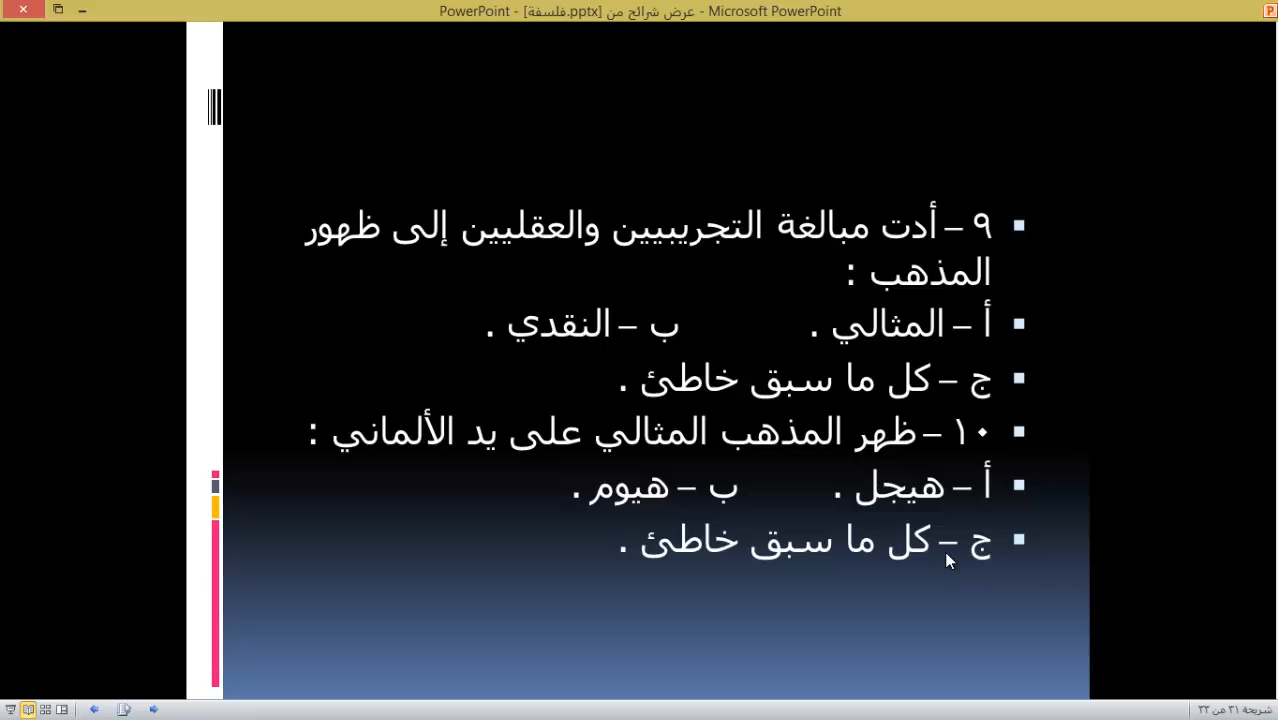 PowerPoint - [فلسفة.pptx] عرض شرائح من - Microsoft PowerPoint
٩ – أدت مبالغة التجريبيين والعقليين إلى ظهور
المذهب :
أ – المثالي . ب – النقدي .
ج – كل ما سبق خاطئ .
١٠ – ظهر المذهب المثالي على يد الألماني :
أ – هيجل . ب – هيوم .
ج – كل ما سبق خاطئ .
شريحة ٣١ من ٣٣